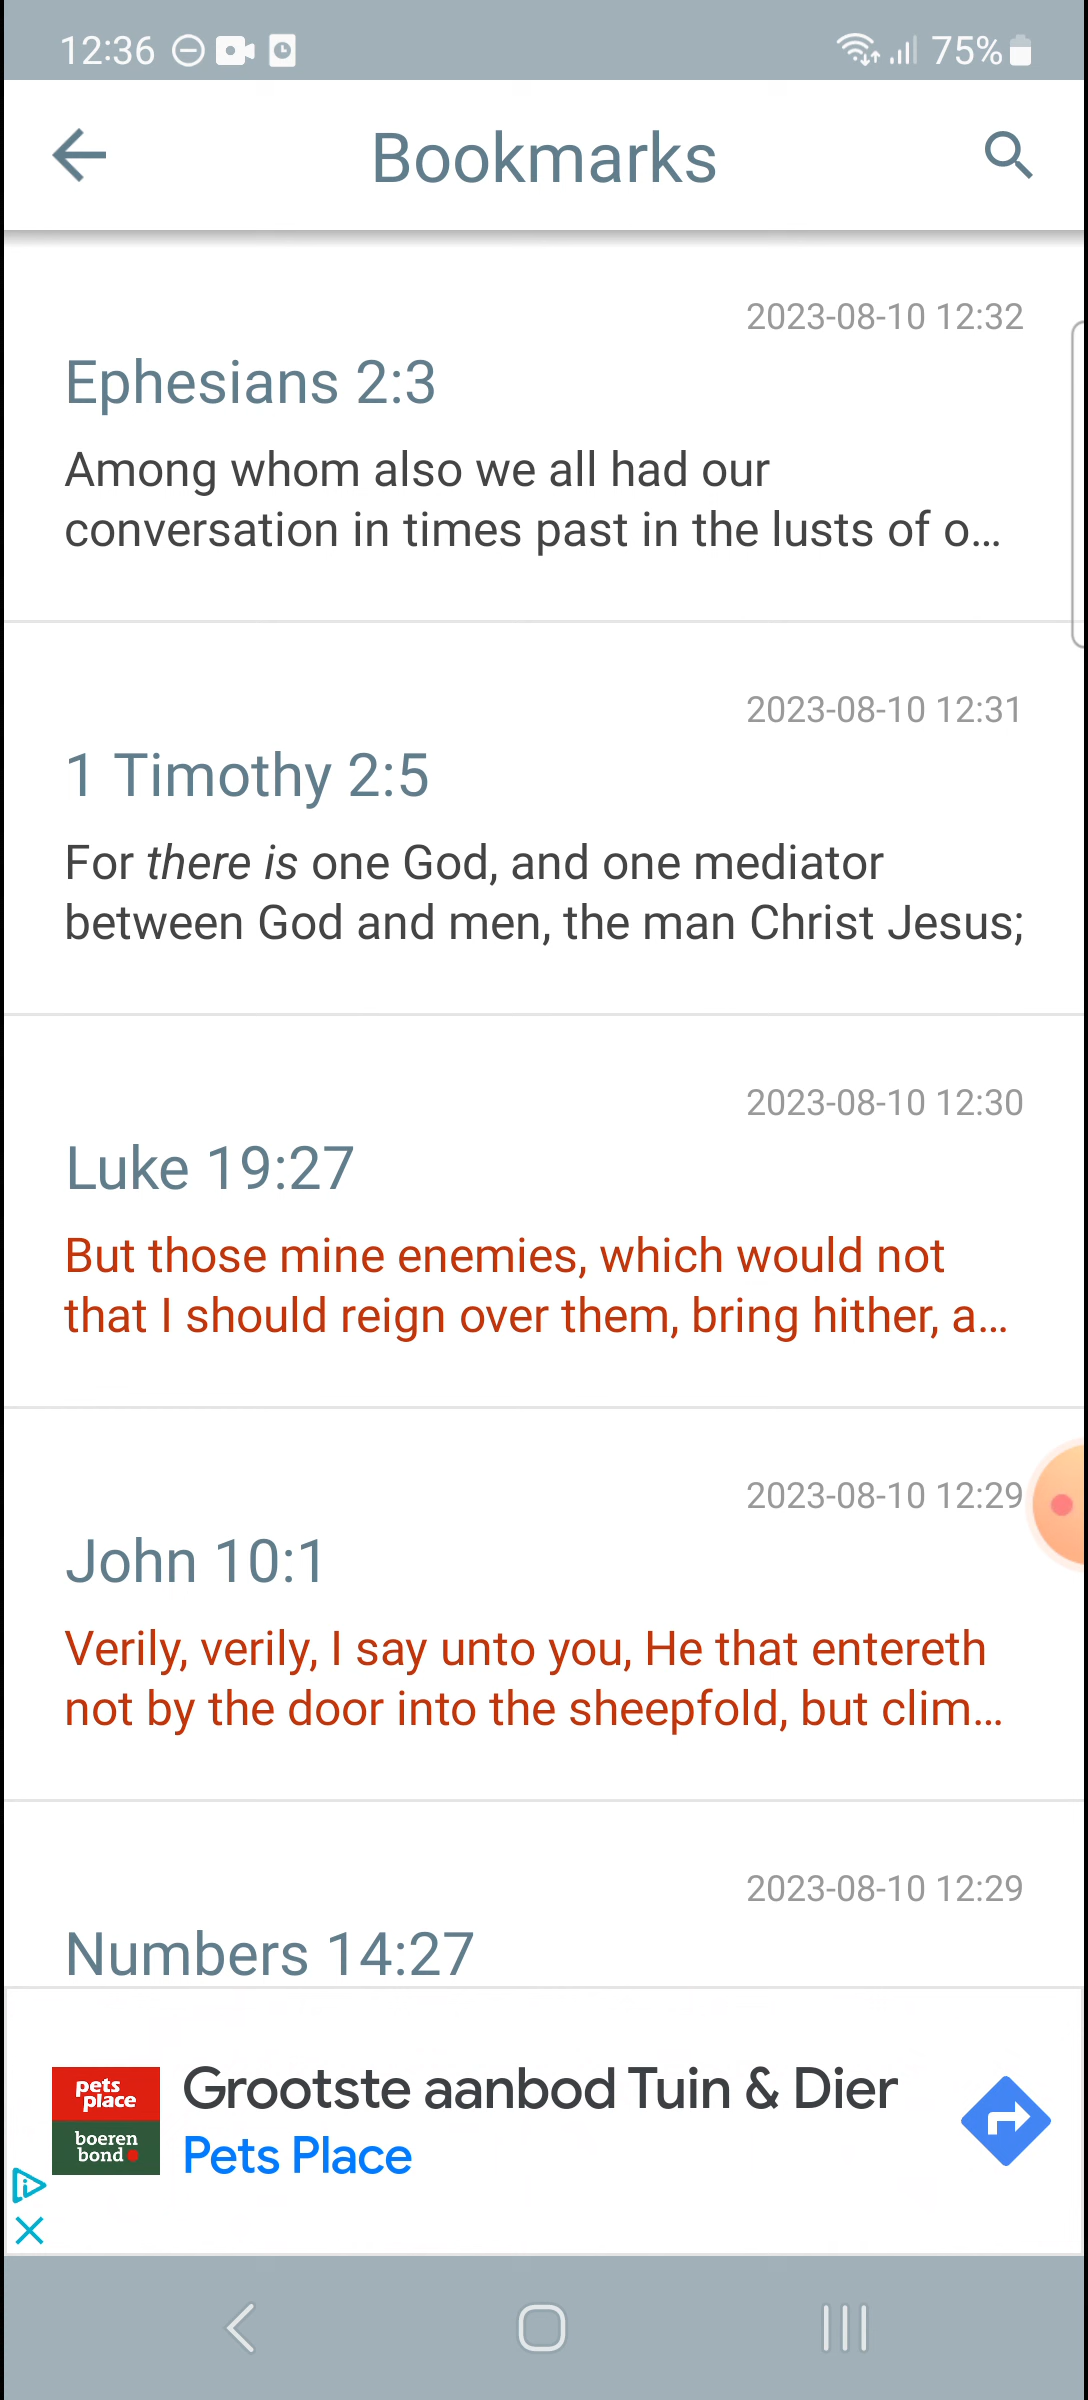 12:36
75%
Bookmarks
2023-08-10 12:32
Ephesians 2:3
Among whom also we all had our
conversation in times past in the lusts of o...
2023-08-10 12:31
1 Timothy 2:5
For there is one God, and one mediator
between God and men, the man Christ Jesus;
2023-08-10 12:30
Luke 19:27
But those mine enemies, which would not
that I should reign over them, bring hither, a...
2023-08-10 12:29
John 10:1
Verily, verily, I say unto you, He that entereth
not by the door into the sheepfold, but clim...
2023-08-10 12:29
Numbers 14:27
pets
place
boeren
bond
Grootste aanbod Tuin & Dier
Pets Place